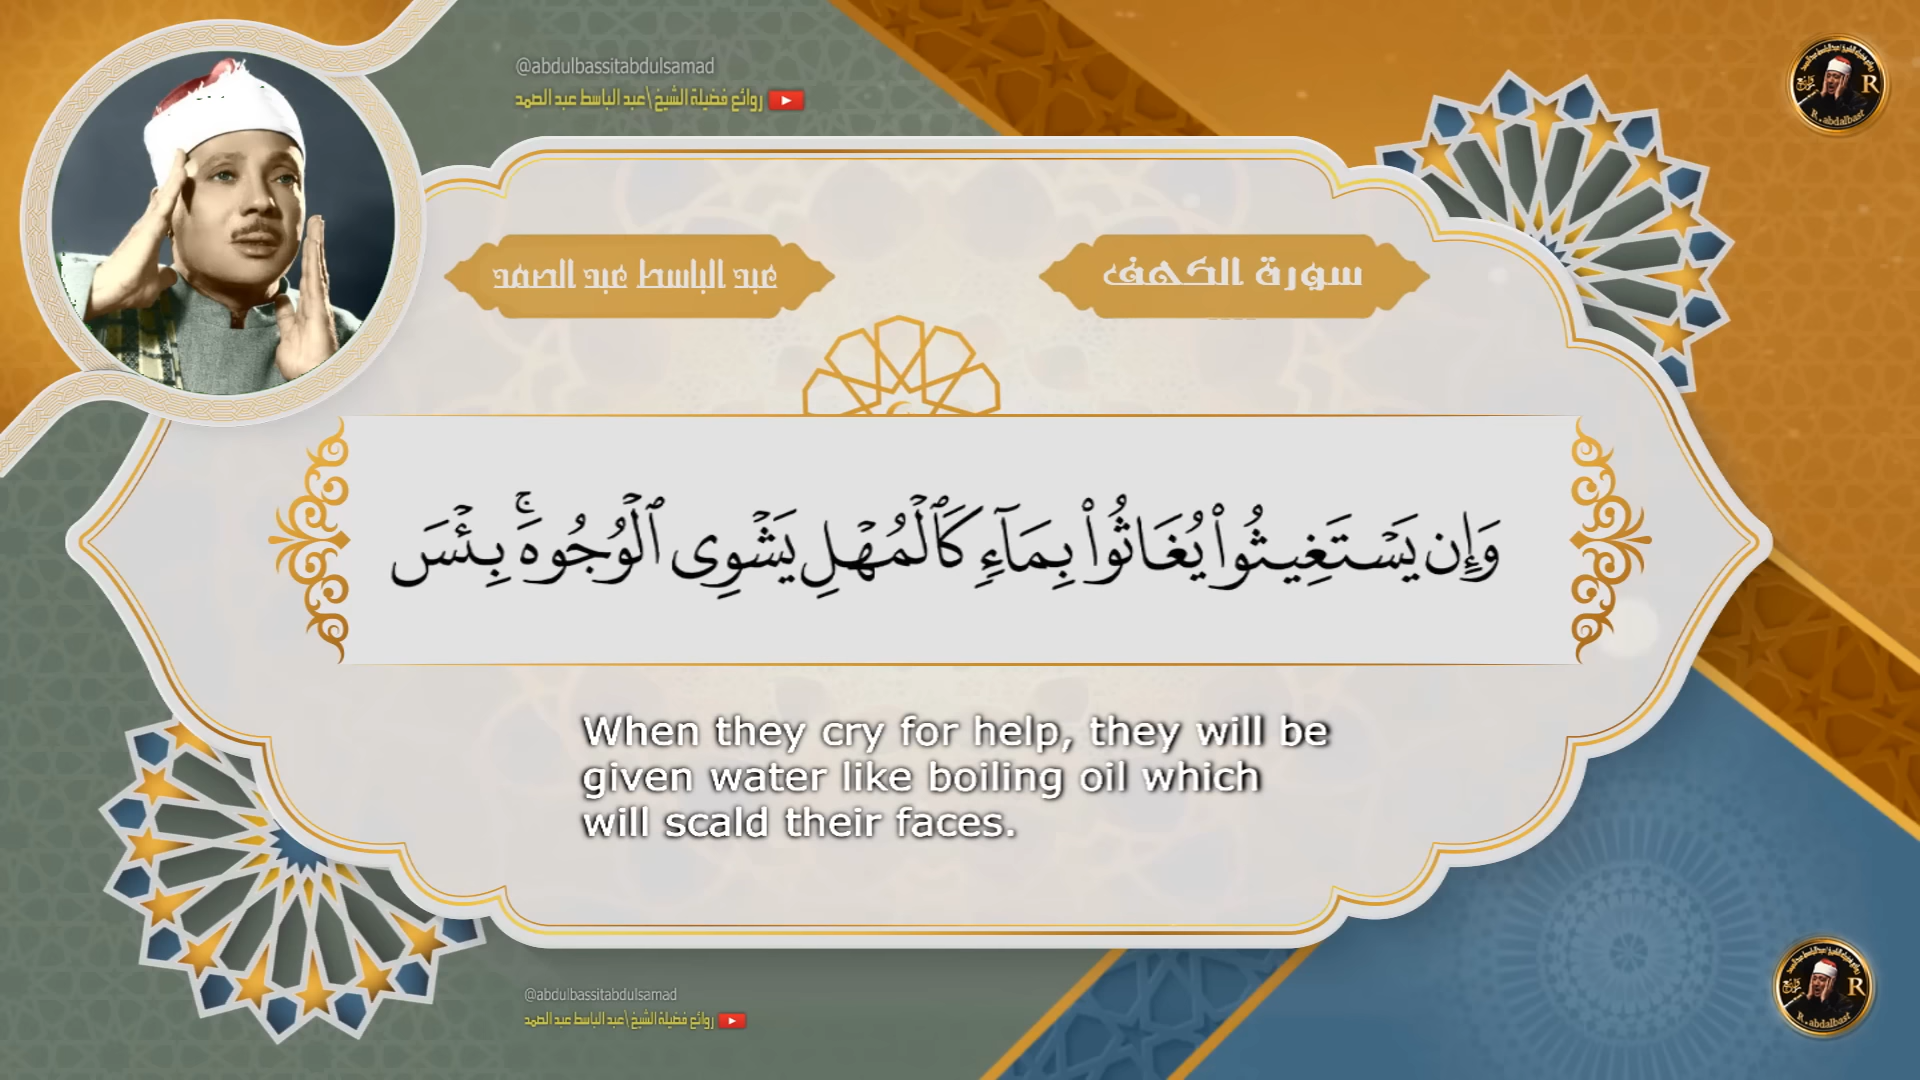 @abdulbassitabdulsamad
روائع فضيلة الشيخ \عبد الباسط عبد الصمد
R
R.abdalbast
عبد الباسط عبد الصمد
سورة الكهف
وَإِن يَسْتَغِيثُوا۟ يُغَاثُوا۟ بِمَآءٍ كَٱلْمُهْلِ يَشْوِى ٱلْوُجُوهَ ۚ بِئْسَ
When they cry for help, they will be
given water like boiling oil which
will scald their faces.
@abdulbassitabdulsamad
روائع فضيلة الشيخ \عبد الباسط عبد الصمد
R
R.abdalbast